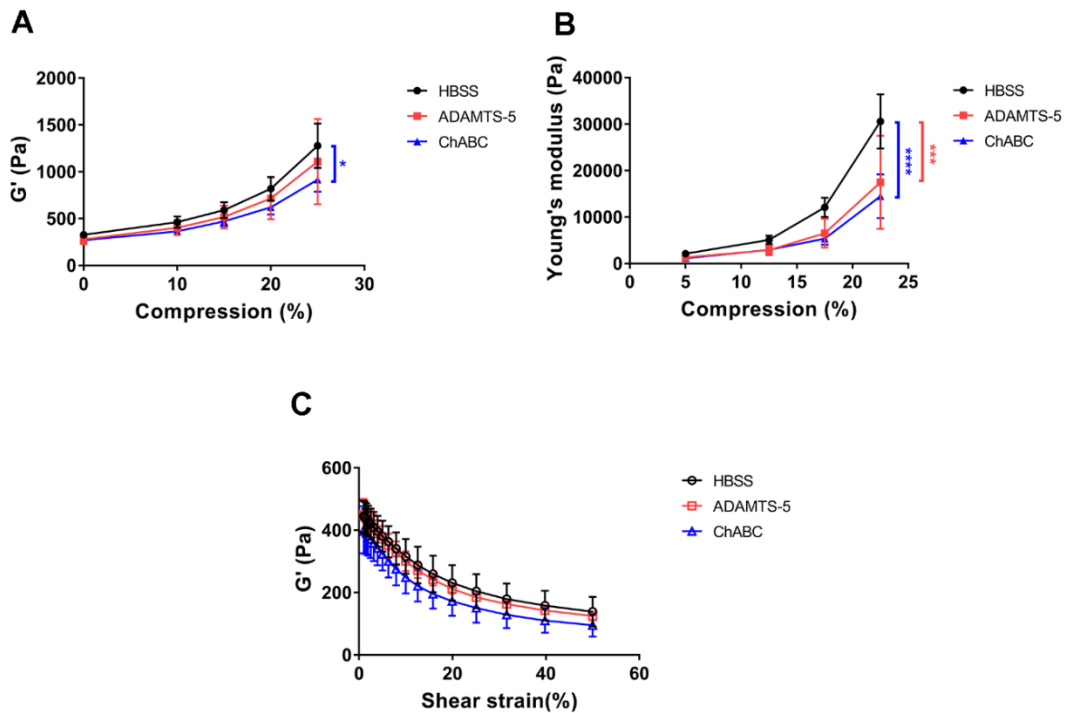 A
G' (Pa)
2000
1500
1000
500
0
0 10 20 30
Compression (%)
HBSS
ADAMTS-5
ChABC
*
B
Young's modulus (Pa)
40000
30000
20000
10000
0
0 5 10 15 20 25
Compression (%)
HBSS
ADAMTS-5
ChABC
****
***
C
G' (Pa)
600
400
200
0
0 20 40 60
Shear strain(%)
HBSS
ADAMTS-5
ChABC